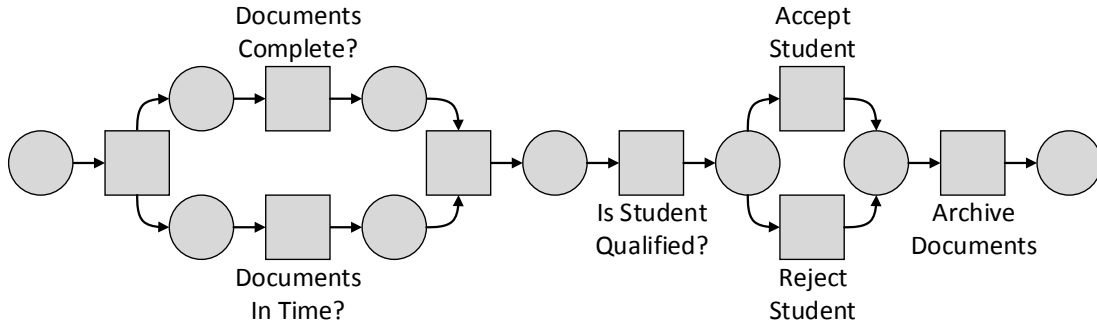 Documents
Complete?
Accept
Student
Documents
In Time?
Is Student
Qualified?
Reject
Student
Archive
Documents